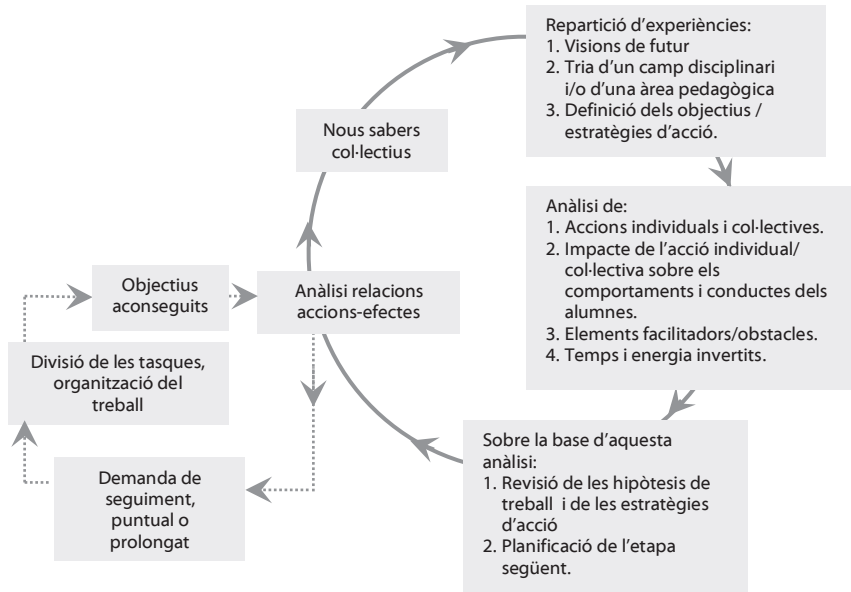 Repartició d’experiències:
1. Visions de futur
2. Tria d’un camp disciplinari
i/o d’una àrea pedagògica
3. Definició dels objectius /
estratègies d’acció.
Nous sabers
col·lectius
Anàlisi de:
1. Accions individuals i col·lectives.
2. Impacte de l’acció individual/
col·lectiva sobre els
comportaments i conductes dels
alumnes.
3. Elements facilitadors/obstacles.
4. Temps i energia invertits.
Objectius
aconseguits
Anàlisi relacions
accions-efectes
Divisió de les tasques,
organització del
treball
Sobre la base d’aquesta
anàlisi:
1. Revisió de les hipòtesis de
treball i de les estratègies
d’acció
2. Planificació de l’etapa
següent.
Demanda de
seguiment,
puntual o
prolongat